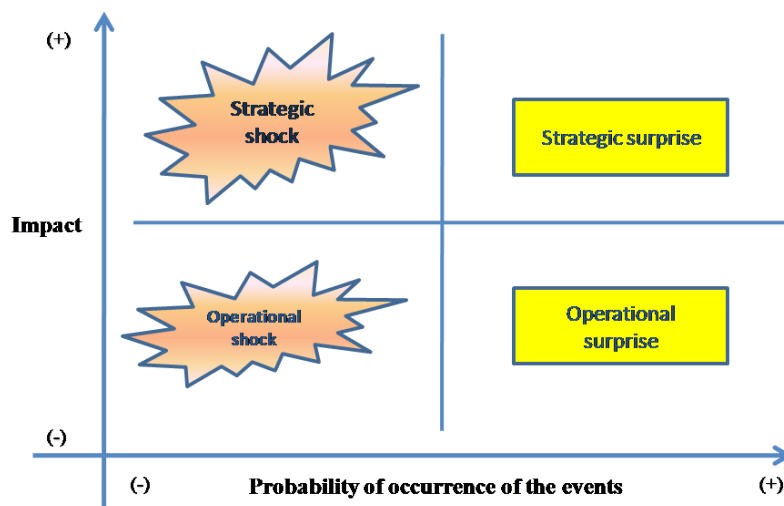 (+)
Strategic
shock
Strategic surprise
Impact
Operational
shock
Operational
surprise
(-)
(-)
Probability of occurrence of the events
(+)